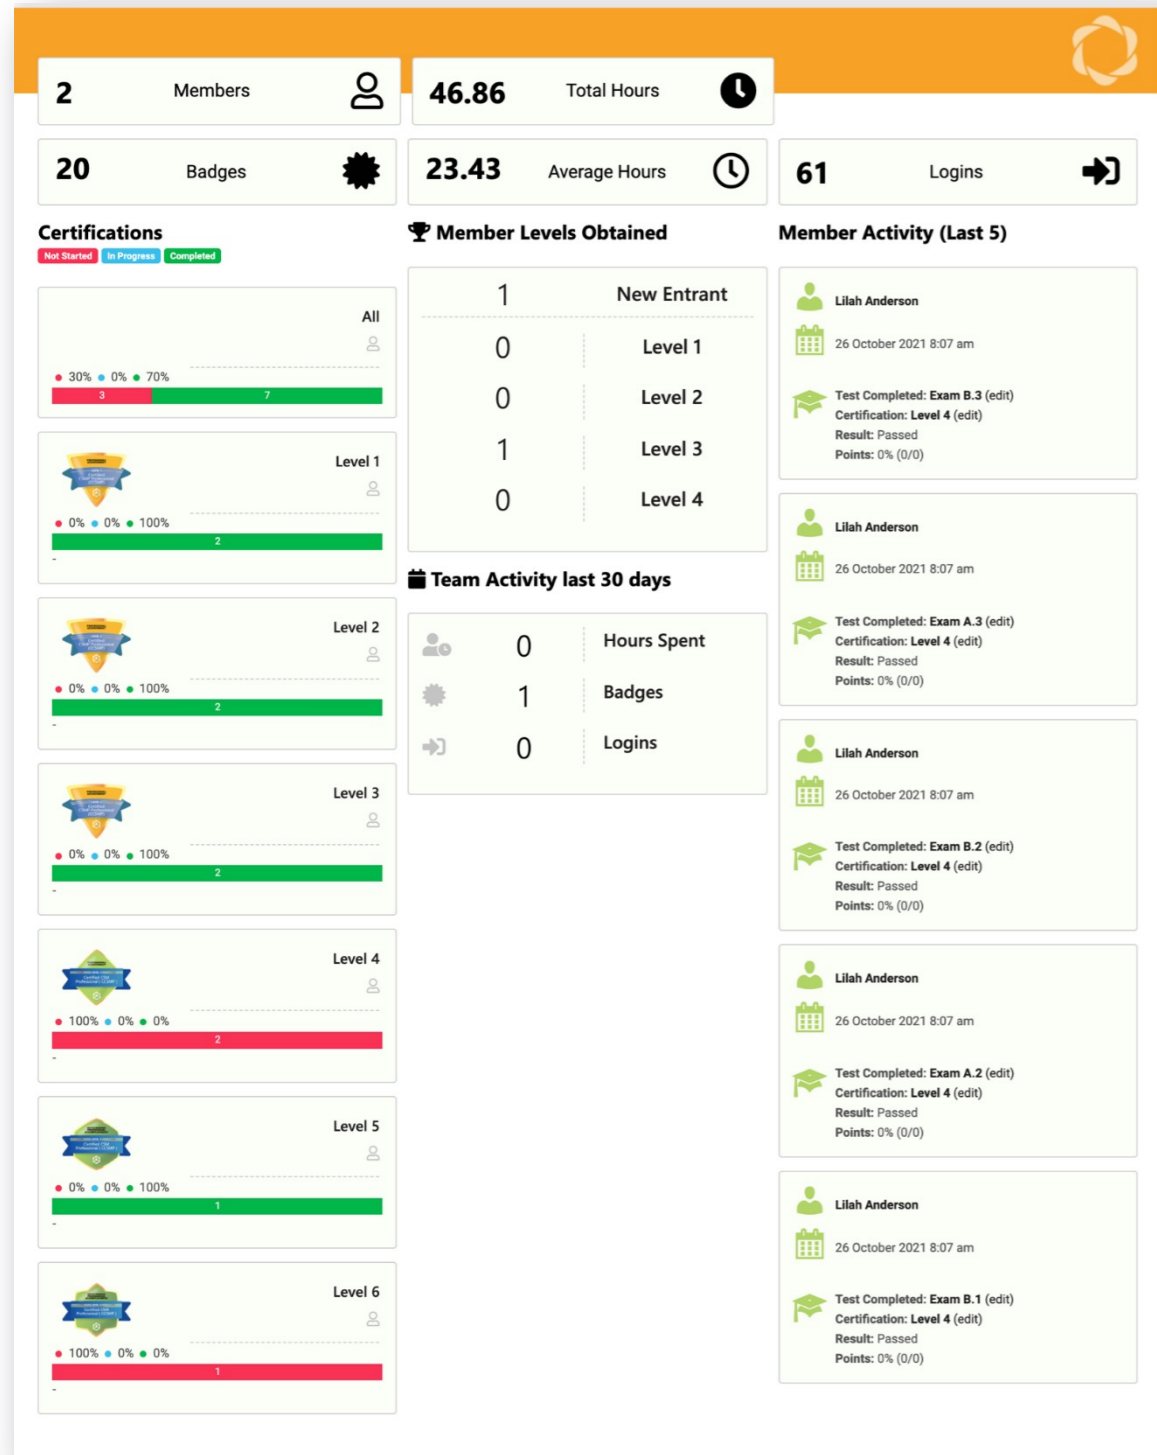 2 Members
46.86 Total Hours
20 Badges
23.43 Average Hours
61 Logins
Certifications
Not Started In Progress Completed
All
30% 0% 70%
3 7
Level 1
0% 0% 100%
2
-
Level 2
0% 0% 100%
2
-
Level 3
0% 0% 100%
2
-
Level 4
100% 0% 0%
2
-
Level 5
0% 0% 100%
1
-
Level 6
100% 0% 0%
1
-
Member Levels Obtained
1 New Entrant
0 Level 1
0 Level 2
1 Level 3
0 Level 4
Team Activity last 30 days
0 Hours Spent
1 Badges
0 Logins
Member Activity (Last 5)
Lilah Anderson
26 October 2021 8:07 am
Test Completed: Exam B.3 (edit)
Certification: Level 4 (edit)
Result: Passed
Points: 0% (0/0)
Lilah Anderson
26 October 2021 8:07 am
Test Completed: Exam A.3 (edit)
Certification: Level 4 (edit)
Result: Passed
Points: 0% (0/0)
Lilah Anderson
26 October 2021 8:07 am
Test Completed: Exam B.2 (edit)
Certification: Level 4 (edit)
Result: Passed
Points: 0% (0/0)
Lilah Anderson
26 October 2021 8:07 am
Test Completed: Exam A.2 (edit)
Certification: Level 4 (edit)
Result: Passed
Points: 0% (0/0)
Lilah Anderson
26 October 2021 8:07 am
Test Completed: Exam B.1 (edit)
Certification: Level 4 (edit)
Result: Passed
Points: 0% (0/0)